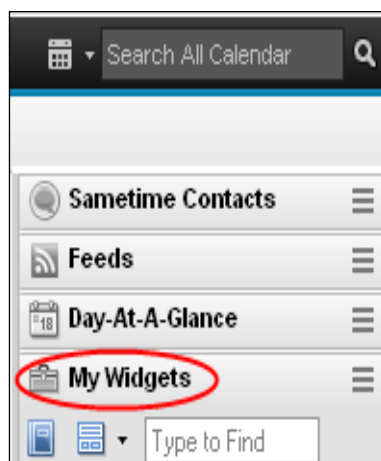 Search All Calendar
Sametime Contacts
Feeds
18
Day-At-A-Glance
My Widgets
Type to Find